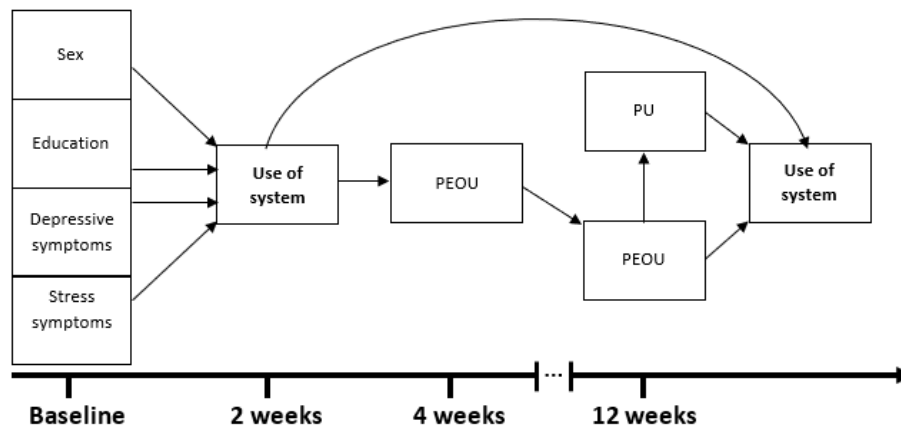 Sex
Education
Depressive
symptoms
Stress
symptoms
Use of
system
PEOU
PU
PEOU
Use of
system
...
Baseline
2 weeks
4 weeks
12 weeks